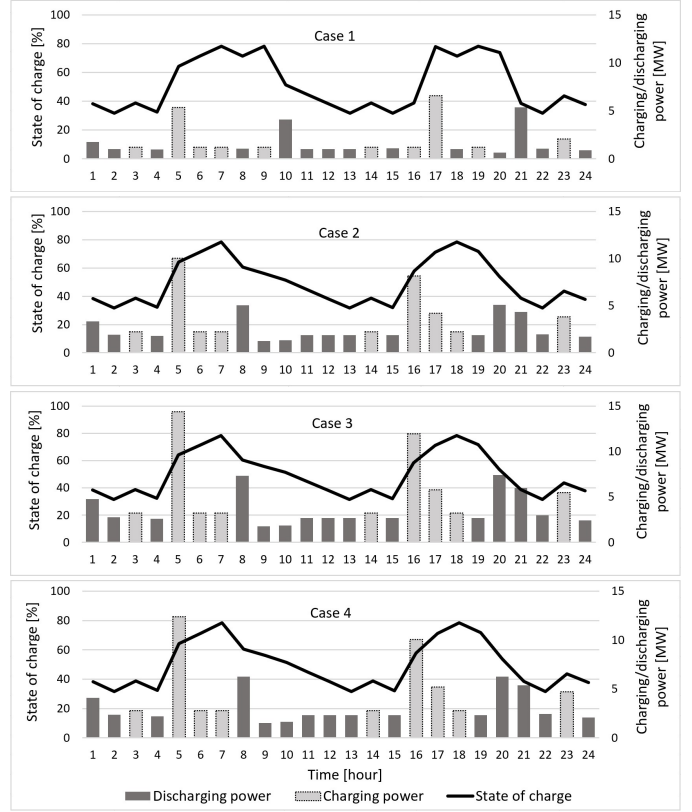 Case 1
State of charge [%]
100
80
60
40
20
0
15
10
5
0
Charging/discharging
power [MW]
1 2 3 4 5 6 7 8 9 10 11 12 13 14 15 16 17 18 19 20 21 22 23 24
Case 2
State of charge [%]
100
80
60
40
20
0
15
10
5
0
Charging/discharging
power [MW]
1 2 3 4 5 6 7 8 9 10 11 12 13 14 15 16 17 18 19 20 21 22 23 24
Case 3
State of charge [%]
100
80
60
40
20
0
15
10
5
0
Charging/discharging
power [MW]
1 2 3 4 5 6 7 8 9 10 11 12 13 14 15 16 17 18 19 20 21 22 23 24
Case 4
State of charge [%]
100
80
60
40
20
0
15
10
5
0
Charging/discharging
power [MW]
1 2 3 4 5 6 7 8 9 10 11 12 13 14 15 16 17 18 19 20 21 22 23 24
Time [hour]
Discharging power Charging power State of charge